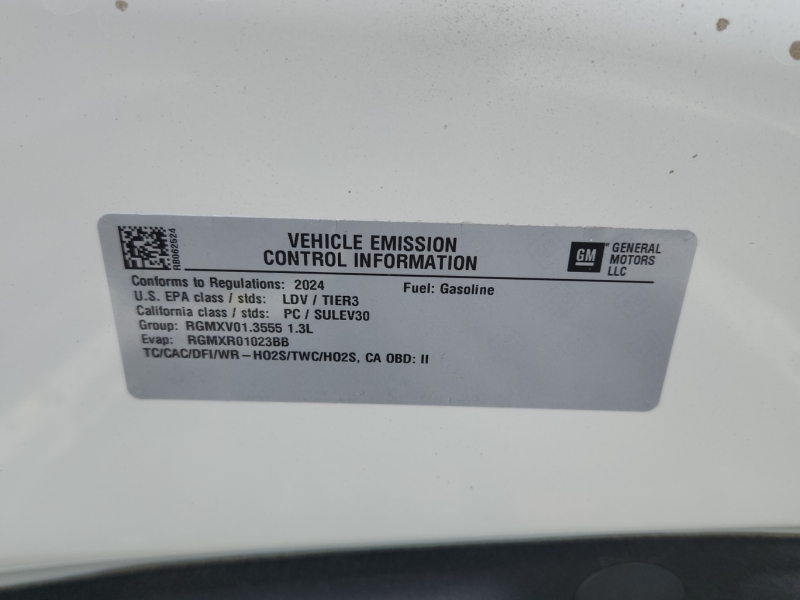 VEHICLE EMISSION
CONTROL INFORMATION
GM
GENERAL
MOTORS
LLC
RB062624
Conforms to Regulations: 2024
Fuel: Gasoline
U.S. EPA class / stds: LDV / TIER3
California class / stds: PC / SULEV30
Group: RGMXV01.3555 1.3L
Evap: RGMXR01023BB
TC/CAC/DFI/WR-HO2S/TWC/HO2S, CA OBD: II